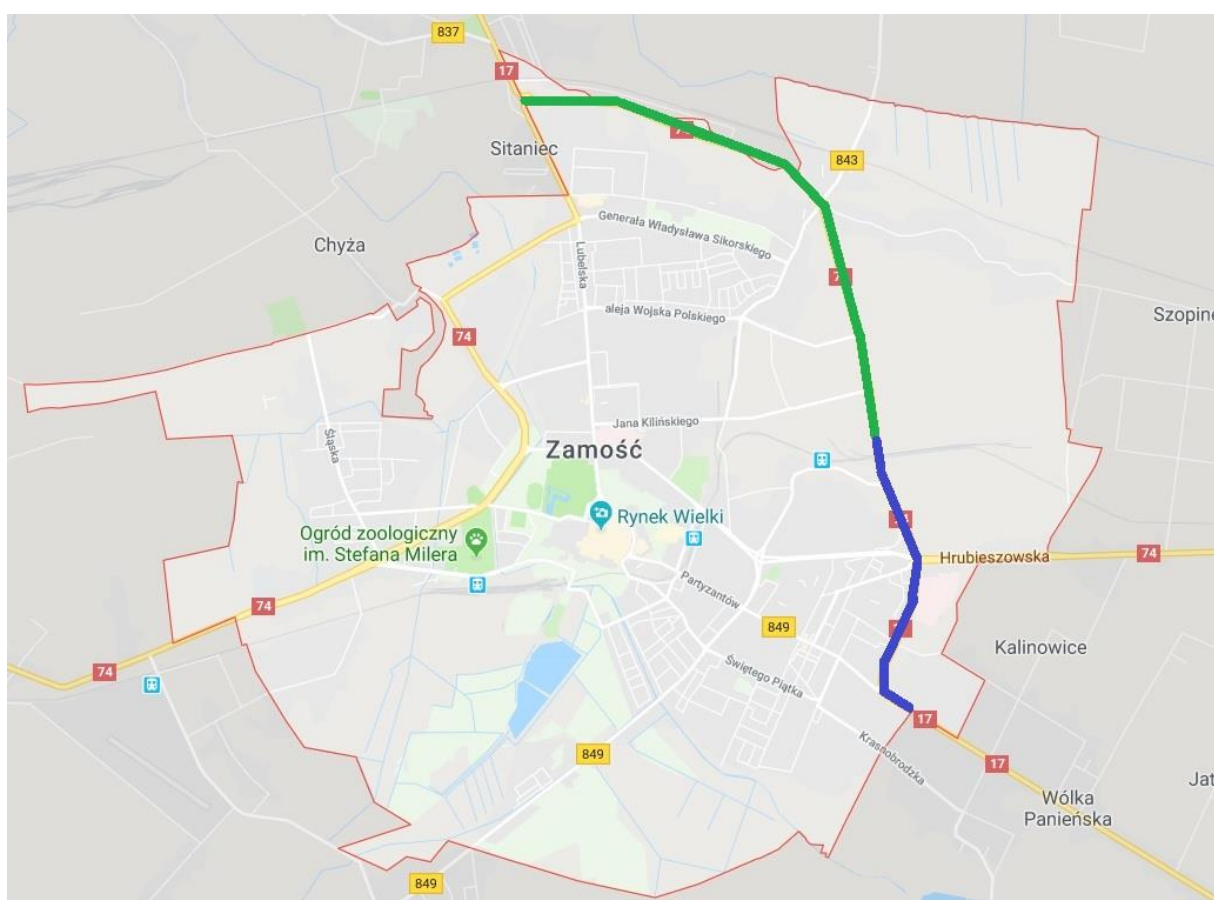 837
17
Sitaniec
843
Generała Władysława Sikorskiego
Chyża
Lubelska
Szopine
aleja Wojska Polskiego
74
Jana Kilińskiego
Śląska
Zamość
Rynek Wielki
Ogród zoologiczny
im. Stefana Milera
Hrubieszowska
74
Partyzantów
74
849
Kalinowice
Świętego Piątka
74
17
Krasnobrodzka
849
17
Jat
Wólka
Panieńska
849